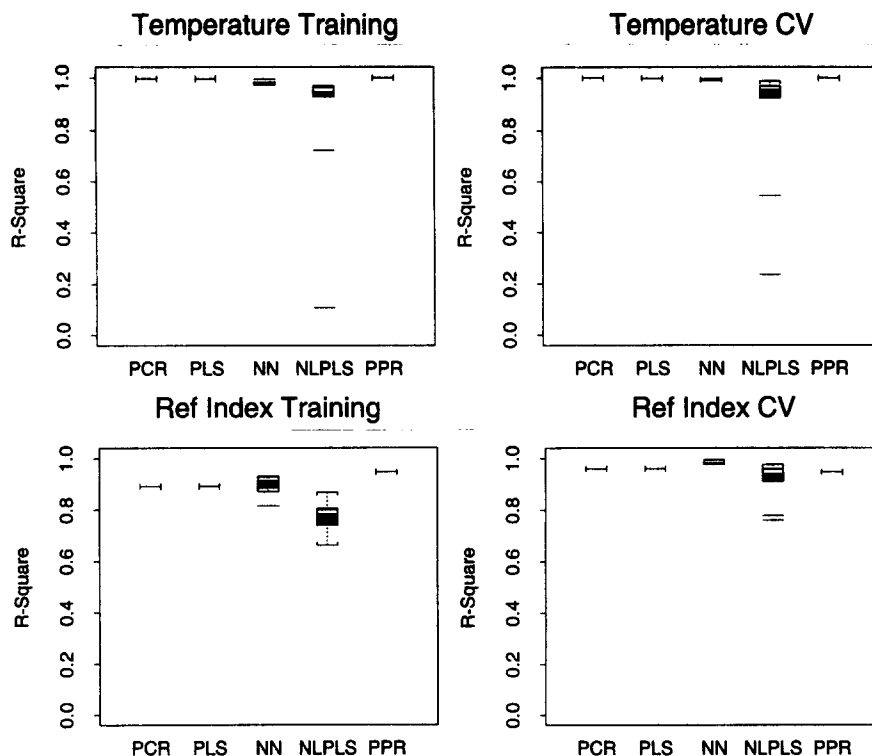 Temperature Training
R-Square
0.0 0.2 0.4 0.6 0.8 1.0
PCR PLS NN NLPLS PPR
Temperature CV
R-Square
0.0 0.2 0.4 0.6 0.8 1.0
PCR PLS NN NLPLS PPR
Ref Index Training
R-Square
0.0 0.2 0.4 0.6 0.8 1.0
PCR PLS NN NLPLS PPR
Ref Index CV
R-Square
0.0 0.2 0.4 0.6 0.8 1.0
PCR PLS NN NLPLS PPR